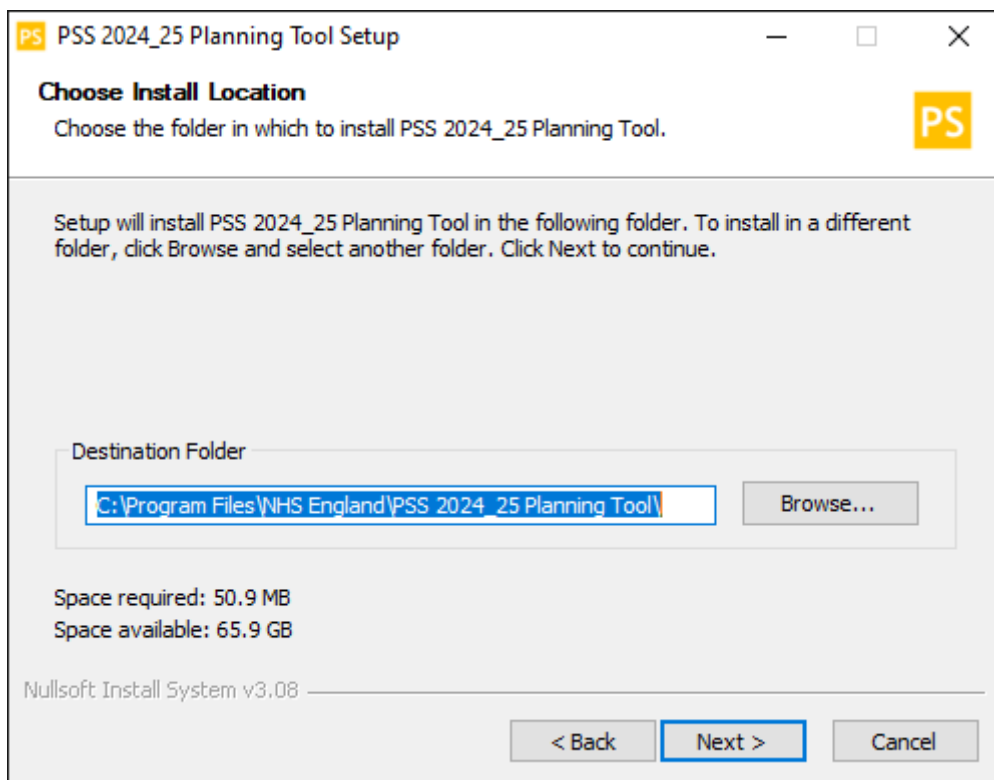 PS PSS 2024_25 Planning Tool Setup
Choose Install Location
Choose the folder in which to install PSS 2024_25 Planning Tool.
PS
Setup will install PSS 2024_25 Planning Tool in the following folder. To install in a different
folder, click Browse and select another folder. Click Next to continue.
Destination Folder
C:\Program Files\NHS England\PSS 2024_25 Planning Tool\
Browse...
Space required: 50.9 MB
Space available: 65.9 GB
Nullsoft Install System v3.08
< Back Next > Cancel